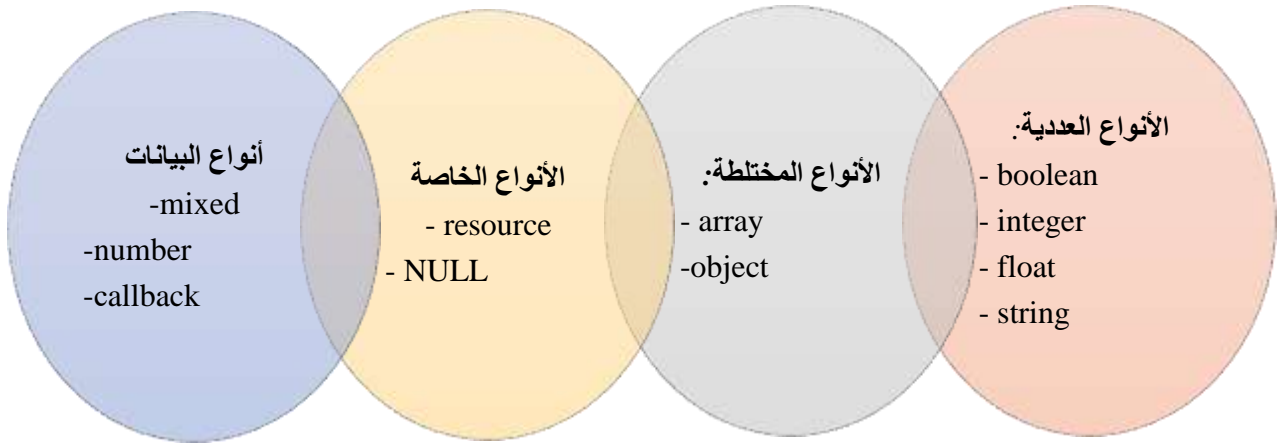 الأنواع العددية:
- boolean
- integer
- float
- string
الأنواع المختلطة:
- array
-object
الأنواع الخاصة
- resource
- NULL
أنواع البيانات
-mixed
-number
-callback